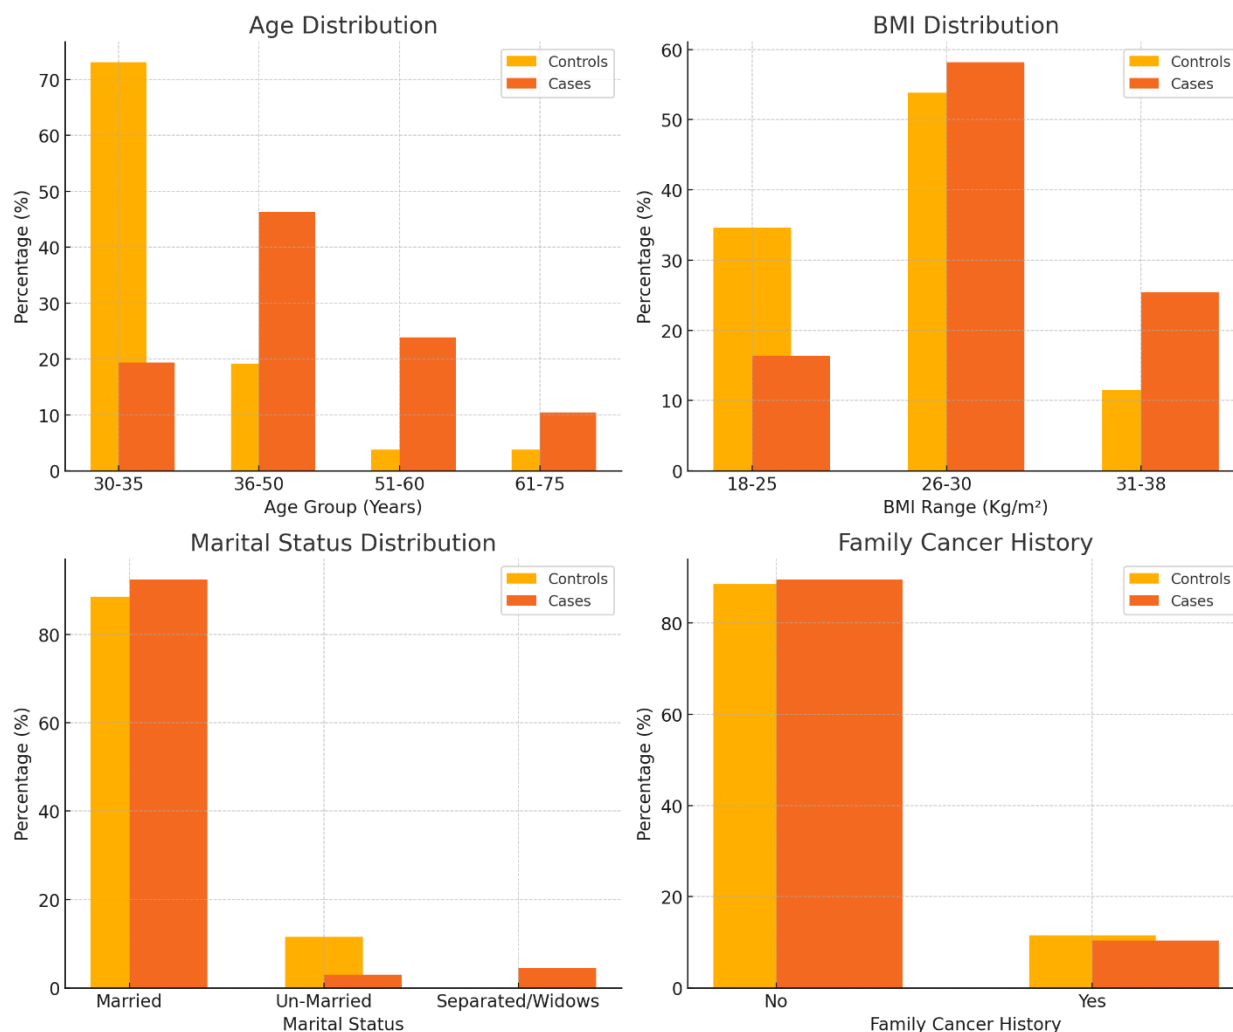 Age Distribution
Controls
Cases
Percentage (%)
70
60
50
40
30
20
10
0
30-35 36-50 51-60 61-75
Age Group (Years)
BMI Distribution
Controls
Cases
Percentage (%)
60
50
40
30
20
10
0
18-25 26-30 31-38
BMI Range (Kg/m²)
Marital Status Distribution
Controls
Cases
Percentage (%)
80
60
40
20
0
Married Un-Married Separated/Widows
Marital Status
Family Cancer History
Controls
Cases
Percentage (%)
80
60
40
20
0
No Yes
Family Cancer History